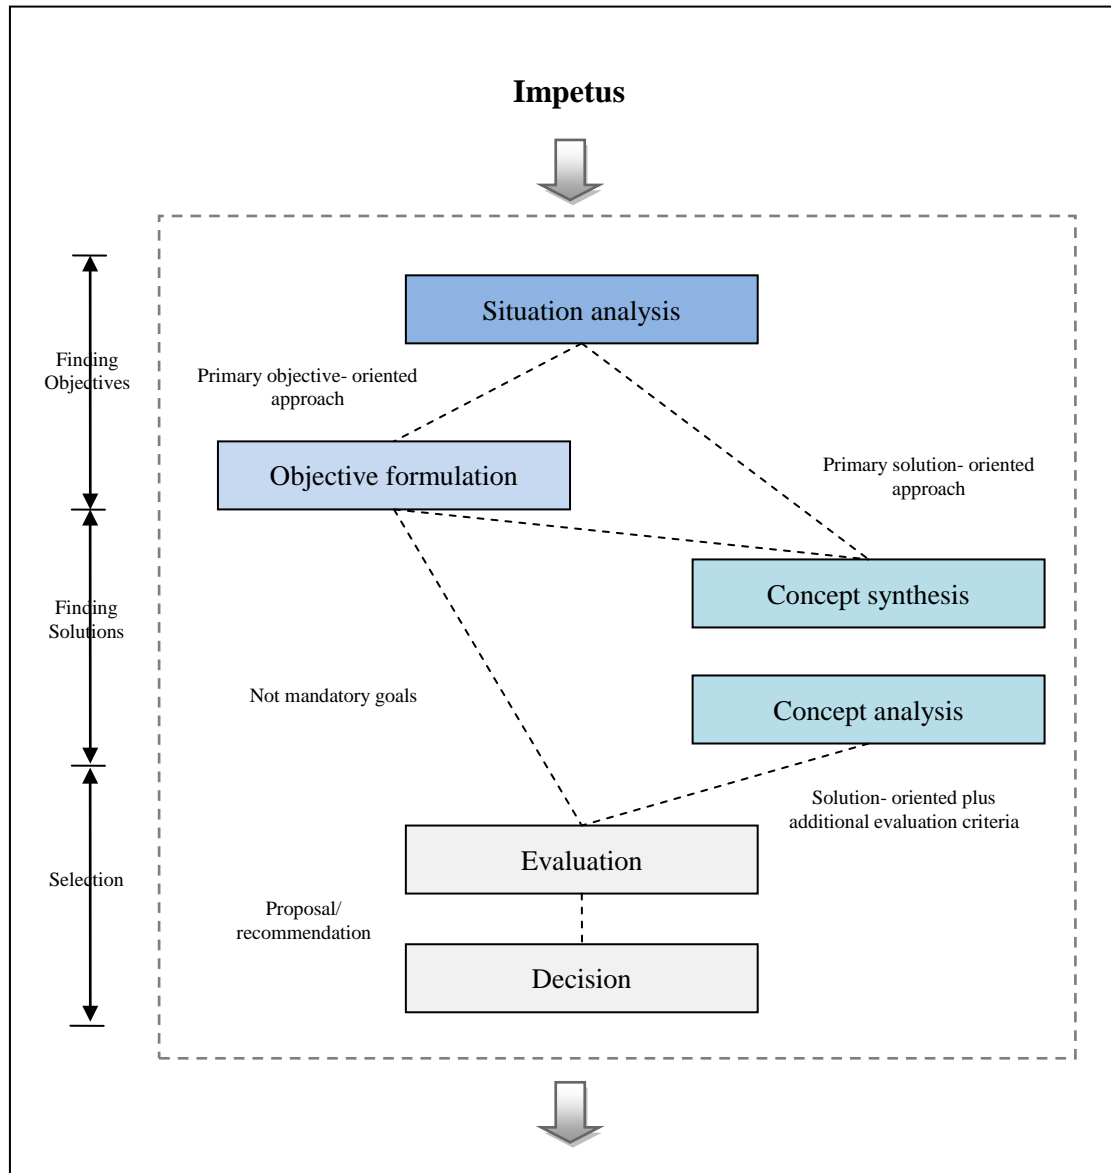 Impetus
Situation analysis
Finding
Objectives
Primary objective- oriented
approach
Objective formulation
Primary solution- oriented
approach
Concept synthesis
Finding
Solutions
Not mandatory goals
Concept analysis
Solution- oriented plus
additional evaluation criteria
Evaluation
Selection
Proposal/
recommendation
Decision